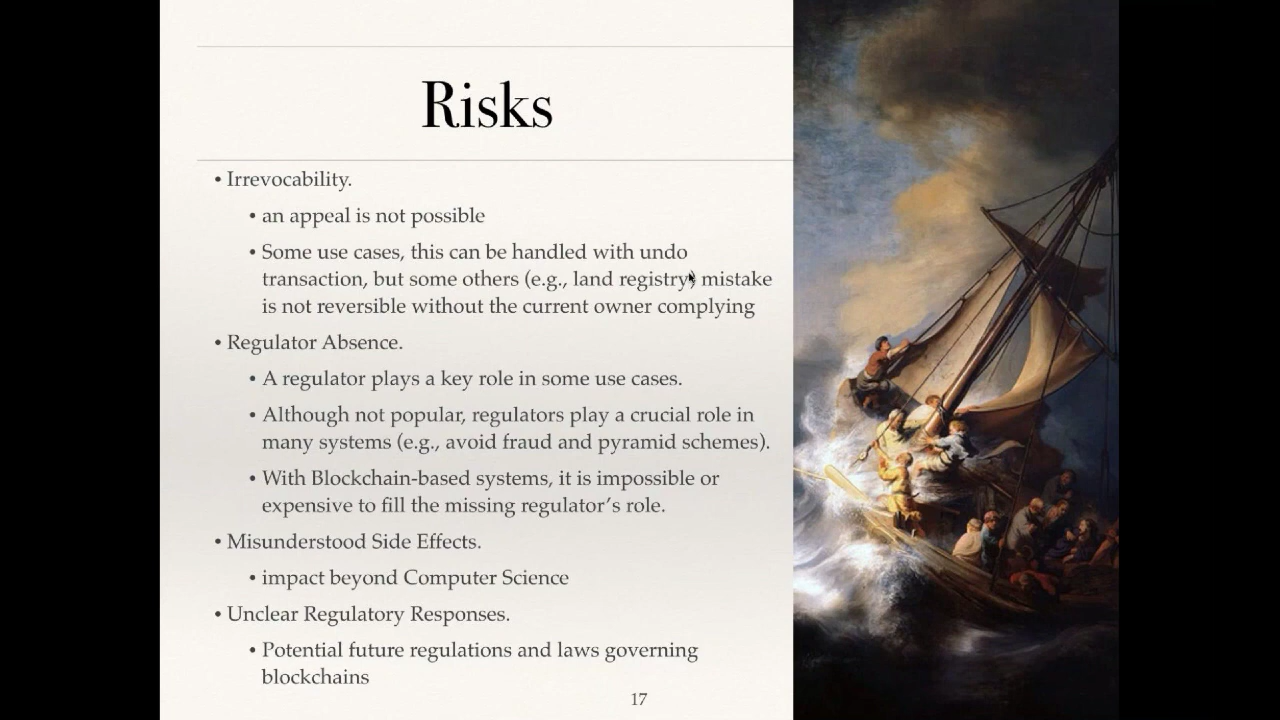 Risks
• Irrevocability.
• an appeal is not possible
• Some use cases, this can be handled with undo
transaction, but some others (e.g., land registry) mistake
is not reversible without the current owner complying
• Regulator Absence.
• A regulator plays a key role in some use cases.
• Although not popular, regulators play a crucial role in
many systems (e.g., avoid fraud and pyramid schemes).
• With Blockchain-based systems, it is impossible or
expensive to fill the missing regulator’s role.
• Misunderstood Side Effects.
• impact beyond Computer Science
• Unclear Regulatory Responses.
• Potential future regulations and laws governing
blockchains
17